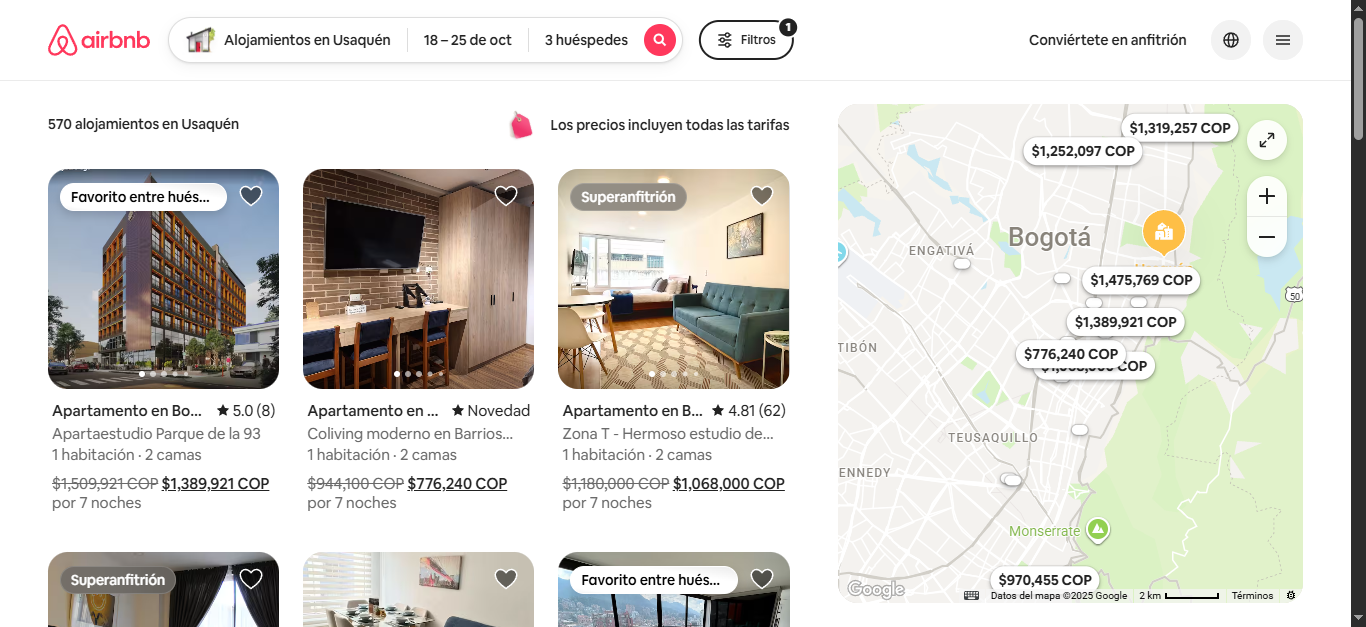 airbnb
Alojamientos en Usaquén
18 – 25 de oct
3 huéspedes
Filtros
1
Conviértete en anfitrión
570 alojamientos en Usaquén
Los precios incluyen todas las tarifas
Favorito entre hués...
Superanfitrión
Apartamento en Bo...
5.0 (8)
Apartaestudio Parque de la 93
1 habitación · 2 camas
$1,509,921 COP $1,389,921 COP
por 7 noches
Apartamento en ...
Novedad
Coliving moderno en Barrios...
1 habitación · 2 camas
$944,100 COP $776,240 COP
por 7 noches
Apartamento en B...
4.81 (62)
Zona T - Hermoso estudio de...
1 habitación · 2 camas
$1,180,000 COP $1,068,000 COP
por 7 noches
Superanfitrión
Favorito entre hués...
$1,319,257 COP
$1,252,097 COP
Bogotá
ENGATIVÁ
$1,475,769 COP
50
$1,389,921 COP
TIBÓN
$776,240 COP
COP
TEUSAQUILLO
ENNEDY
Monserrate
$970,455 COP
Google
Datos del mapa ©2025 Google
2 km
Términos